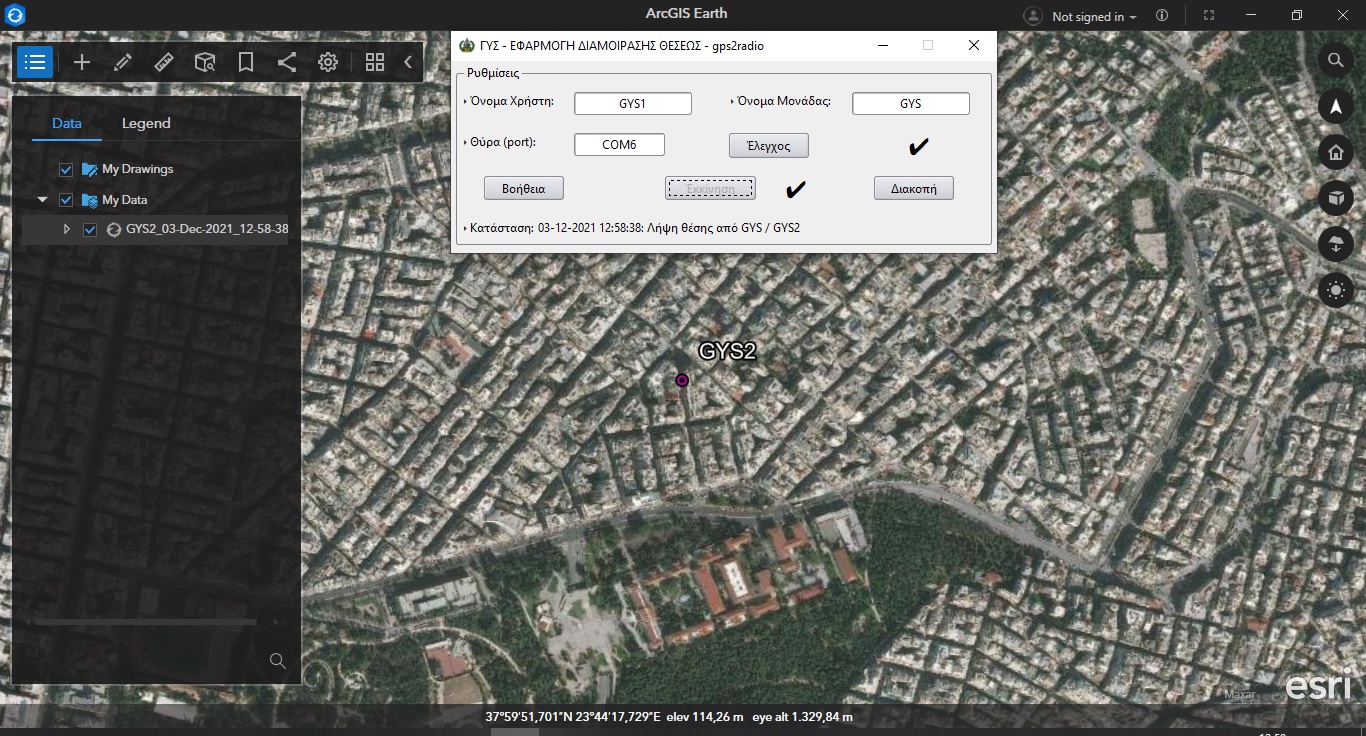 ArcGIS Earth
Not signed in
ΓΥΣ - ΕΦΑΡΜΟΓΗ ΔΙΑΜΟΙΡΑΣΗΣ ΘΕΣΕΩΣ - gps2radio
Ρυθμίσεις
Όνομα Χρήστη: GYS1 Όνομα Μονάδας: GYS
Θύρα (port): COM6 Έλεγχος
Βοήθεια Εκκίνηση Διακοπή
Κατάσταση: 03-12-2021 12:58:38: Λήψη θέσης από GYS / GYS2
Data Legend
My Drawings
My Data
GYS2_03-Dec-2021_12-58-38
GYS2
Maxar
esri
37°59'51,701"N 23°44'17,729"E elev 114,26 m eye alt 1.329,84 m